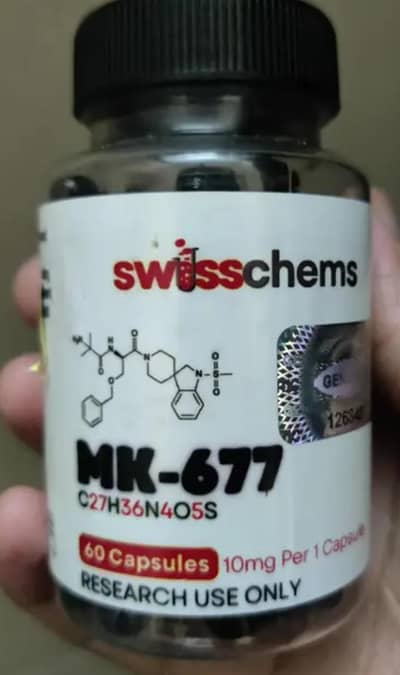 swisschems
MK-677
C27H36N4O5S
60 Capsules 10mg Per 1 Capsule
RESEARCH USE ONLY